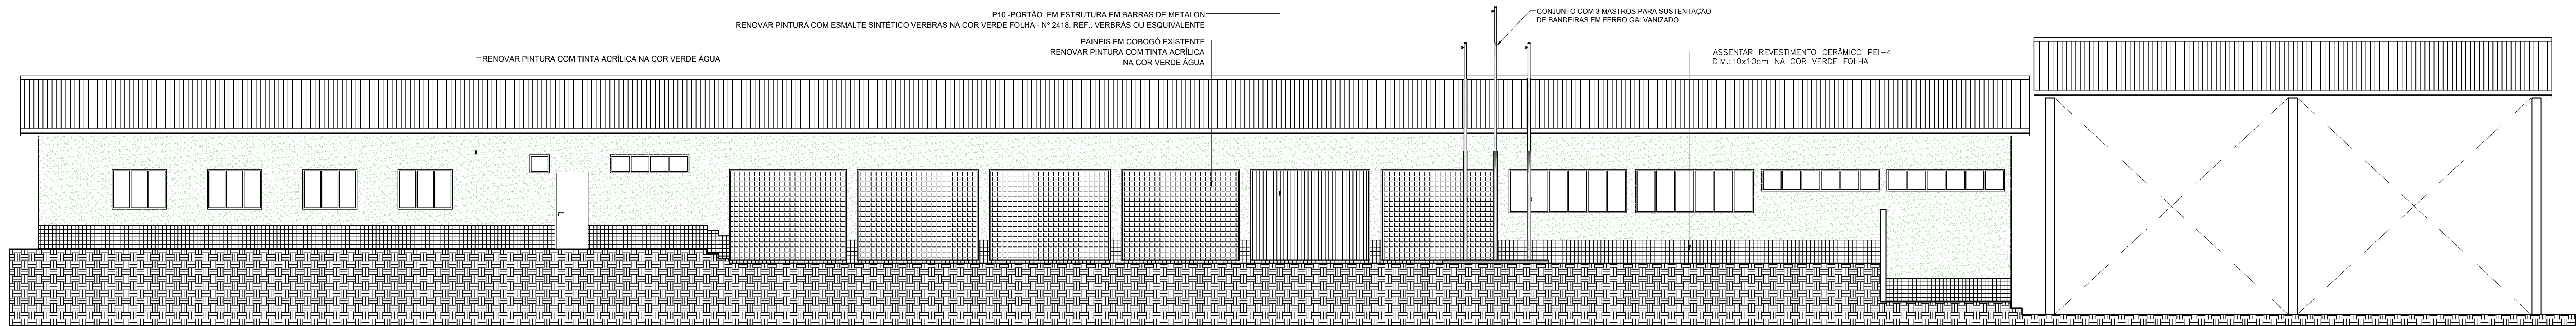 RENOVAR PINTURA COM TINTA ACRÍLICA NA COR VERDE ÁGUA
P10 -PORTÃO EM ESTRUTURA EM BARRAS DE METALON
RENOVAR PINTURA COM ESMALTE SINTÉTICO VERBRÁS NA COR VERDE FOLHA - Nº 2418. REF.: VERBRÁS OU ESQUIVALENTE
PAINEIS EM COBOGÓ EXISTENTE
RENOVAR PINTURA COM TINTA ACRÍLICA
NA COR VERDE ÁGUA
CONJUNTO COM 3 MASTROS PARA SUSTENTAÇÃO
DE BANDEIRAS EM FERRO GALVANIZADO
ASSENTAR REVESTIMENTO CERÂMICO PEI-4
DIM.:10x10cm NA COR VERDE FOLHA